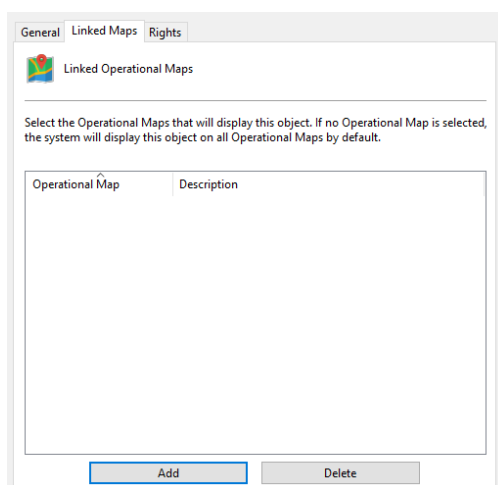 General Linked Maps Rights
Linked Operational Maps
Select the Operational Maps that will display this object. If no Operational Map is selected,
the system will display this object on all Operational Maps by default.
Operational Map Description
Add Delete